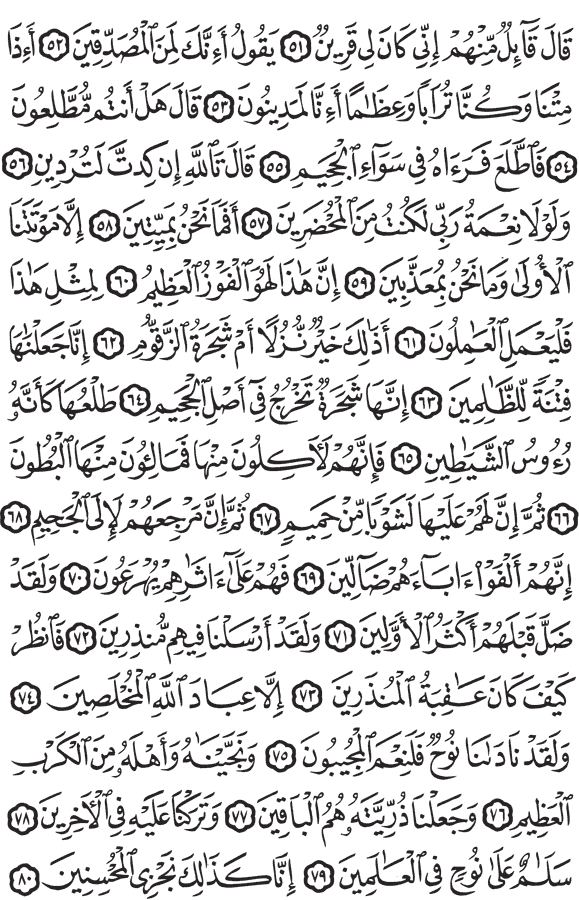 قَالَ قَآئِلٌ مِّنْهُمْ إِنِّى كَانَ لِى قَرِينٌ ٥١ يَقُولُ أَءِنَّكَ لَمِنَ ٱلْمُصَدِّقِينَ ٥٢ أَءِذَا
مِتْنَا وَكُنَّا تُرَابًا وَعِظَٰمًا أَءِنَّا لَمَدِينُونَ ٥٣ قَالَ هَلْ أَنتُم مُّطَّلِعُونَ
٥٤ فَٱطَّلَعَ فَرَءَاهُ فِى سَوَآءِ ٱلْجَحِيمِ ٥٥ قَالَ تَٱللَّهِ إِن كِدتَّ لَتُرْدِينِ ٥٦
وَلَوْلَا نِعْمَةُ رَبِّى لَكُنتُ مِنَ ٱلْمُحْضَرِينَ ٥٧ أَفَمَا نَحْنُ بِمَيِّتِينَ ٥٨ إِلَّا مَوْتَتَنَا
ٱلْأُولَىٰ وَمَا نَحْنُ بِمُعَذَّبِينَ ٥٩ إِنَّ هَٰذَا لَهُوَ ٱلْفَوْزُ ٱلْعَظِيمُ ٦٠ لِمِثْلِ هَٰذَا
فَلْيَعْمَلِ ٱلْعَٰمِلُونَ ٦١ أَذَٰلِكَ خَيْرٌ نُّزُلًا أَمْ شَجَرَةُ ٱلزَّقُّومِ ٦٢ إِنَّا جَعَلْنَٰهَا
فِتْنَةً لِّلظَّٰلِمِينَ ٦٣ إِنَّهَا شَجَرَةٌ تَخْرُجُ فِىٓ أَصْلِ ٱلْجَحِيمِ ٦٤ طَلْعُهَا كَأَنَّهُۥ
رُءُوسُ ٱلشَّيَٰطِينِ ٦٥ فَإِنَّهُمْ لَءَاكِلُونَ مِنْهَا فَمَالِـُٔونَ مِنْهَا ٱلْبُطُونَ
٦٦ ثُمَّ إِنَّ لَهُمْ عَلَيْهَا لَشَوْبًا مِّنْ حَمِيمٍ ٦٧ ثُمَّ إِنَّ مَرْجِعَهُمْ لَإِلَى ٱلْجَحِيمِ ٦٨
إِنَّهُمْ أَلْفَوْا۟ ءَابَآءَهُمْ ضَآلِّينَ ٦٩ فَهُمْ عَلَىٰٓ ءَاثَٰرِهِمْ يُهْرَعُونَ ٧٠ وَلَقَدْ
ضَلَّ قَبْلَهُمْ أَكْثَرُ ٱلْأَوَّلِينَ ٧١ وَلَقَدْ أَرْسَلْنَا فِيهِم مُّنذِرِينَ ٧٢ فَٱنظُرْ
كَيْفَ كَانَ عَٰقِبَةُ ٱلْمُنذَرِينَ ٧٣ إِلَّا عِبَادَ ٱللَّهِ ٱلْمُخْلَصِينَ ٧٤
وَلَقَدْ نَادَىٰنَا نُوحٌ فَلَنِعْمَ ٱلْمُجِيبُونَ ٧٥ وَنَجَّيْنَٰهُ وَأَهْلَهُۥ مِنَ ٱلْكَرْبِ
ٱلْعَظِيمِ ٧٦ وَجَعَلْنَا ذُرِّيَّتَهُۥ هُمُ ٱلْبَاقِينَ ٧٧ وَتَرَكْنَا عَلَيْهِ فِى ٱلْءَاخِرِينَ ٧٨
سَلَٰمٌ عَلَىٰ نُوحٍ فِى ٱلْعَٰلَمِينَ ٧٩ إِنَّا كَذَٰلِكَ نَجْزِى ٱلْمُحْسِنِينَ ٨٠